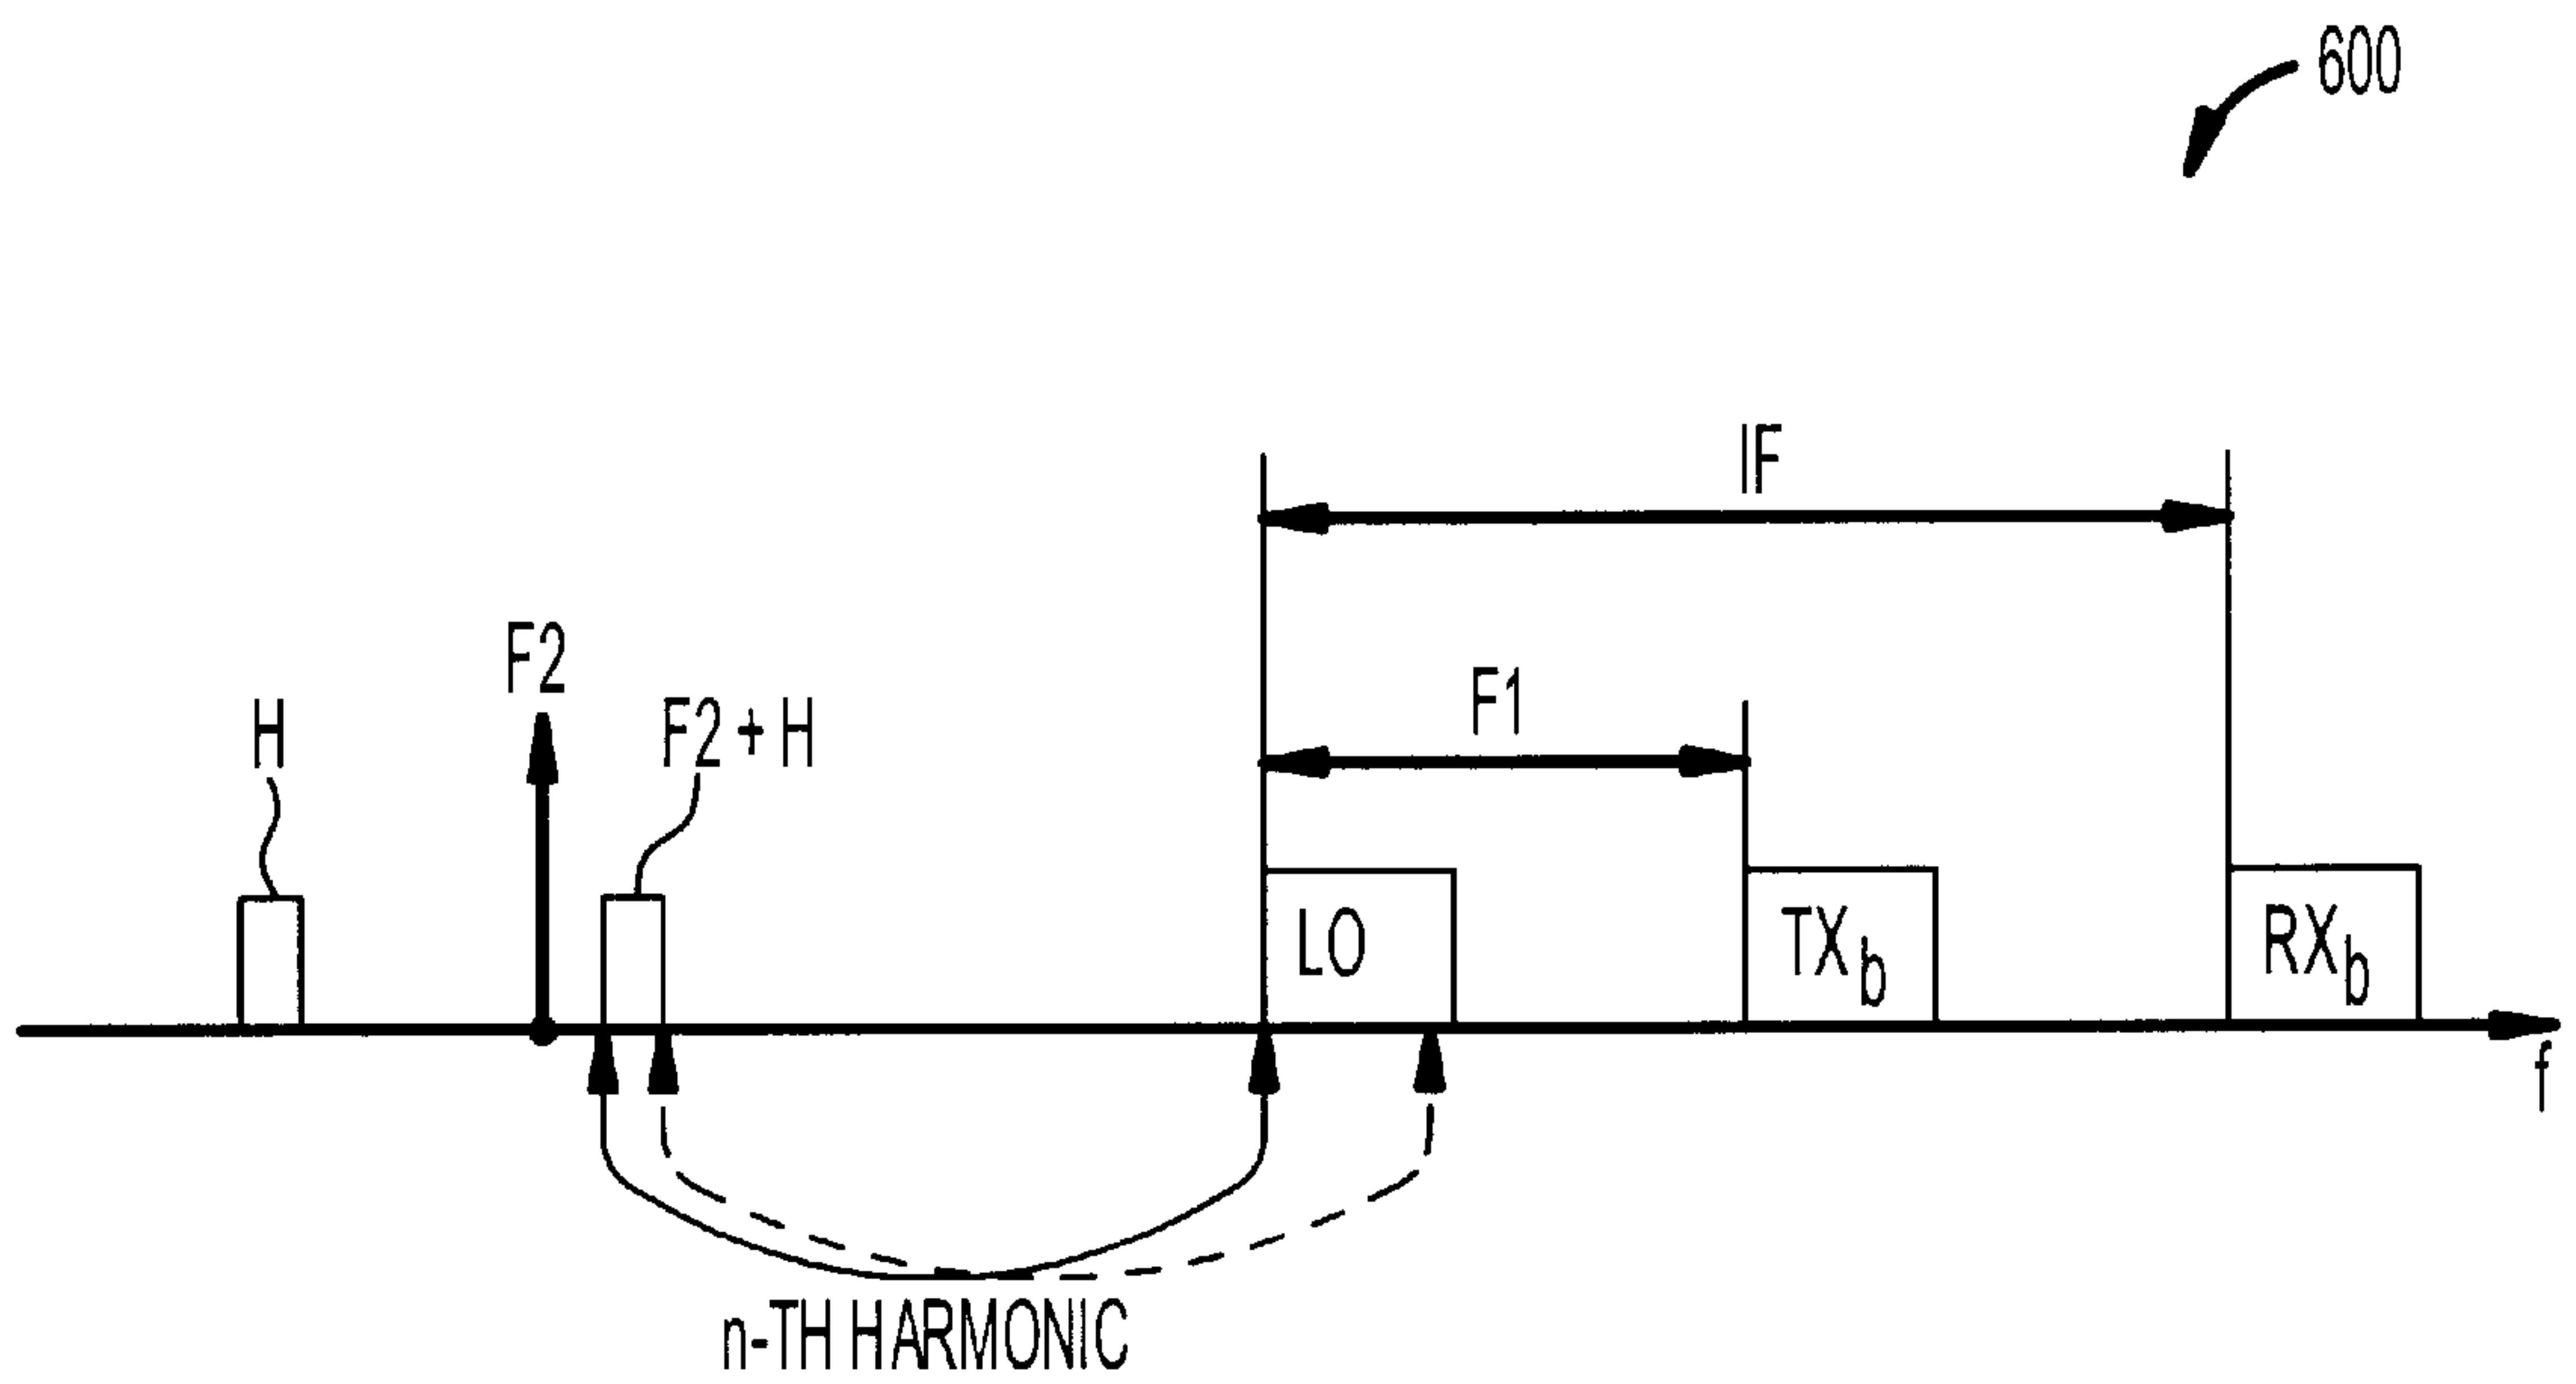 600
IF
F2
F1
H
F2 + H
LO
TXb
RXb
f
n-TH HARMONIC